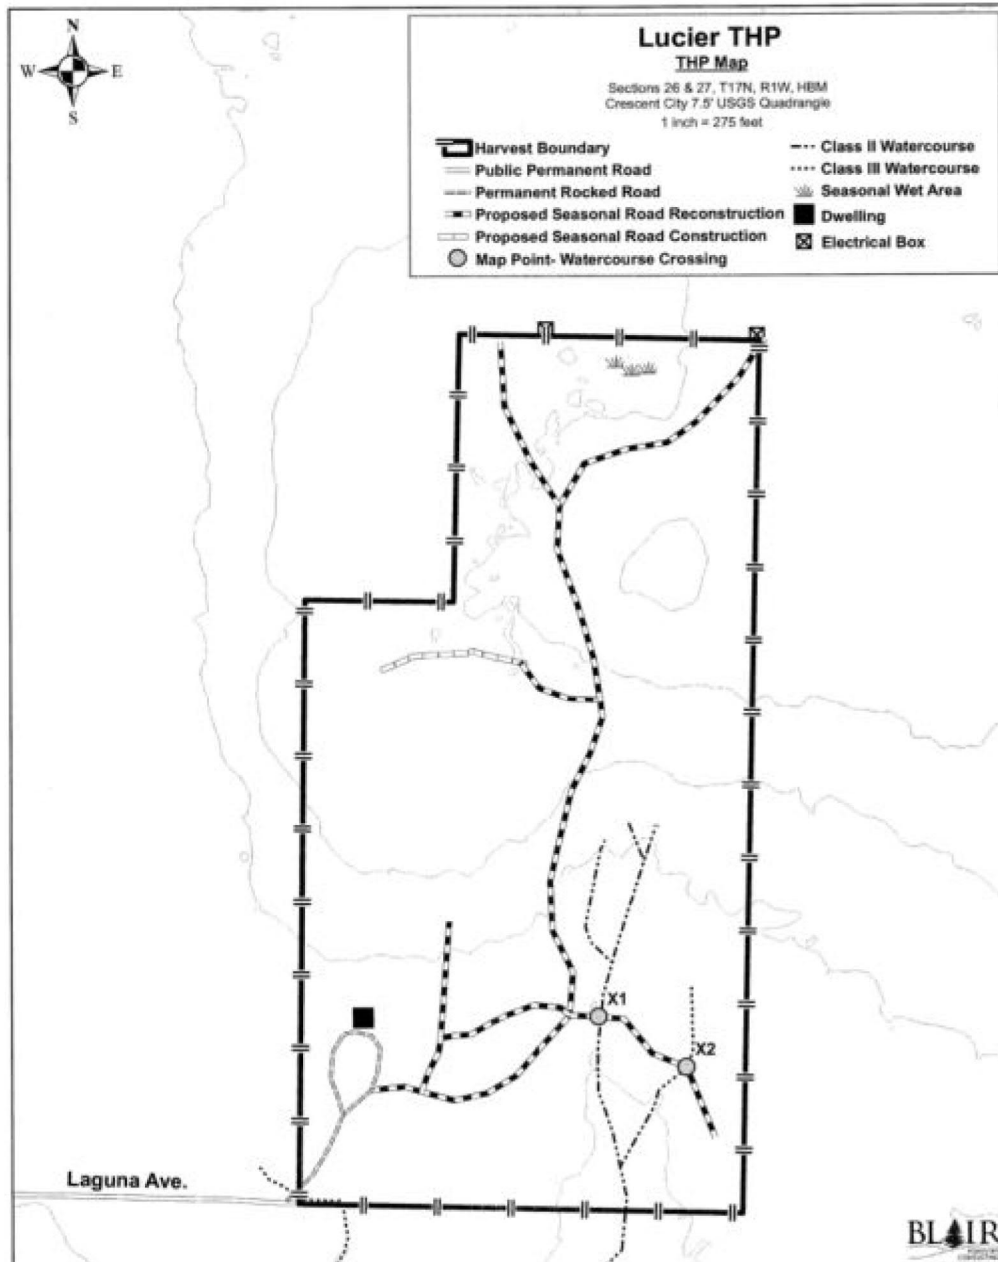 N
W E
S
Lucier THP
THP Map
Sections 26 & 27, T17N, R1W, HBM
Crescent City 7.5' USGS Quadrangle
1 inch = 275 feet
Harvest Boundary
Public Permanent Road
Permanent Rocked Road
Proposed Seasonal Road Reconstruction
Proposed Seasonal Road Construction
Map Point- Watercourse Crossing
Class II Watercourse
Class III Watercourse
Seasonal Wet Area
Dwelling
Electrical Box
X1
X2
Laguna Ave.
BLAIR